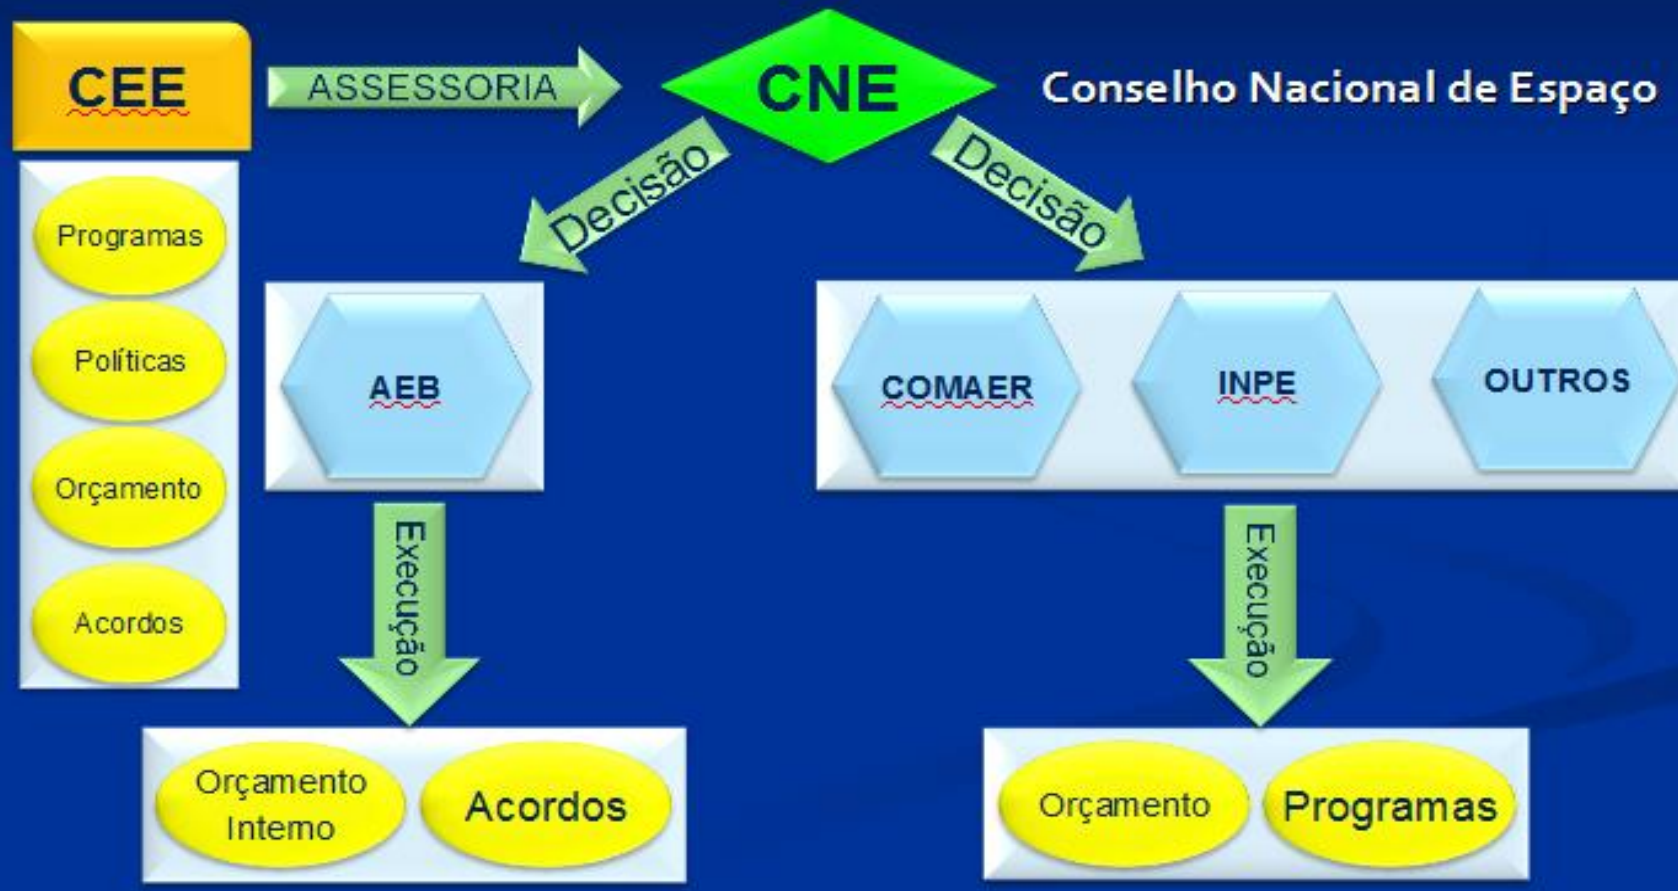 CEE
ASSESSORIA
CNE
Conselho Nacional de Espaço
Decisão
Decisão
Programas
Políticas
Orçamento
Acordos
AEB
COMAER
INPE
OUTROS
Execução
Execução
Orçamento
Interno
Acordos
Orçamento
Programas